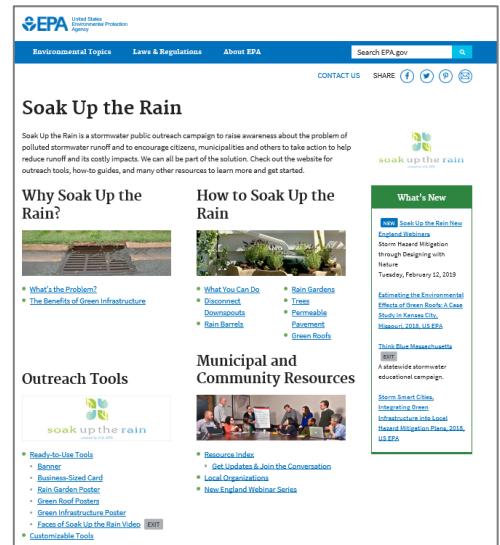 EPA United States
Environmental Protection
Agency
Environmental Topics Laws & Regulations About EPA Search EPA.gov
CONTACT US SHARE
Soak Up the Rain
Soak Up the Rain is a stormwater public outreach campaign to raise awareness about the problem of
polluted stormwater runoff and to encourage citizens, municipalities and others to take action to help
reduce runoff and its costly impacts. We can all be part of the solution. Check out the website for
outreach tools, how-to guides, and many other resources to learn more and get started.
Why Soak Up the
Rain?
What's the Problem?
The Benefits of Green Infrastructure
How to Soak Up the
Rain
What You Can Do
Disconnect
Downspouts
Rain Barrels
Rain Gardens
Trees
Permeable
Pavement
Green Roofs
Outreach Tools
soak up the rain
Ready-to-Use Tools
Banner
Business-Sized Card
Rain Garden Poster
Green Roof Posters
Green Infrastructure Poster
Faces of Soak Up the Rain Video EXIT
Customizable Tools
Municipal and
Community Resources
Resource Index
Get Updates & Join the Conversation
Local Organizations
New England Webinar Series
soak up the rain
What's New
NEW Soak Up the Rain New
England Webinars
Storm Hazard Mitigation
through Designing with
Nature
Tuesday, February 12, 2019
Estimating the Environmental
Effects of Green Roofs: A Case
Study in Kansas City,
Missouri, 2018, US EPA
Think Blue Massachusetts
EXIT
A statewide stormwater
educational campaign.
Storm Smart Cities,
Integrating Green
Infrastructure into Local
Hazard Mitigation Plans, 2018,
US EPA